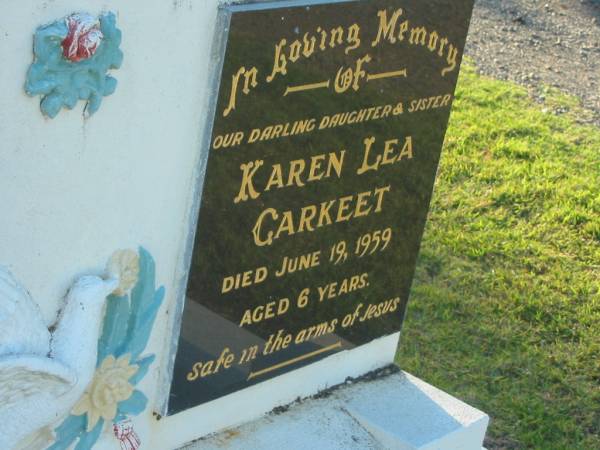 In Loving Memory
OF
OUR DARLING DAUGHTER & SISTER
KAREN LEA
CARKEET
DIED JUNE 19, 1959
AGED 6 YEARS.
safe in the arms of Jesus